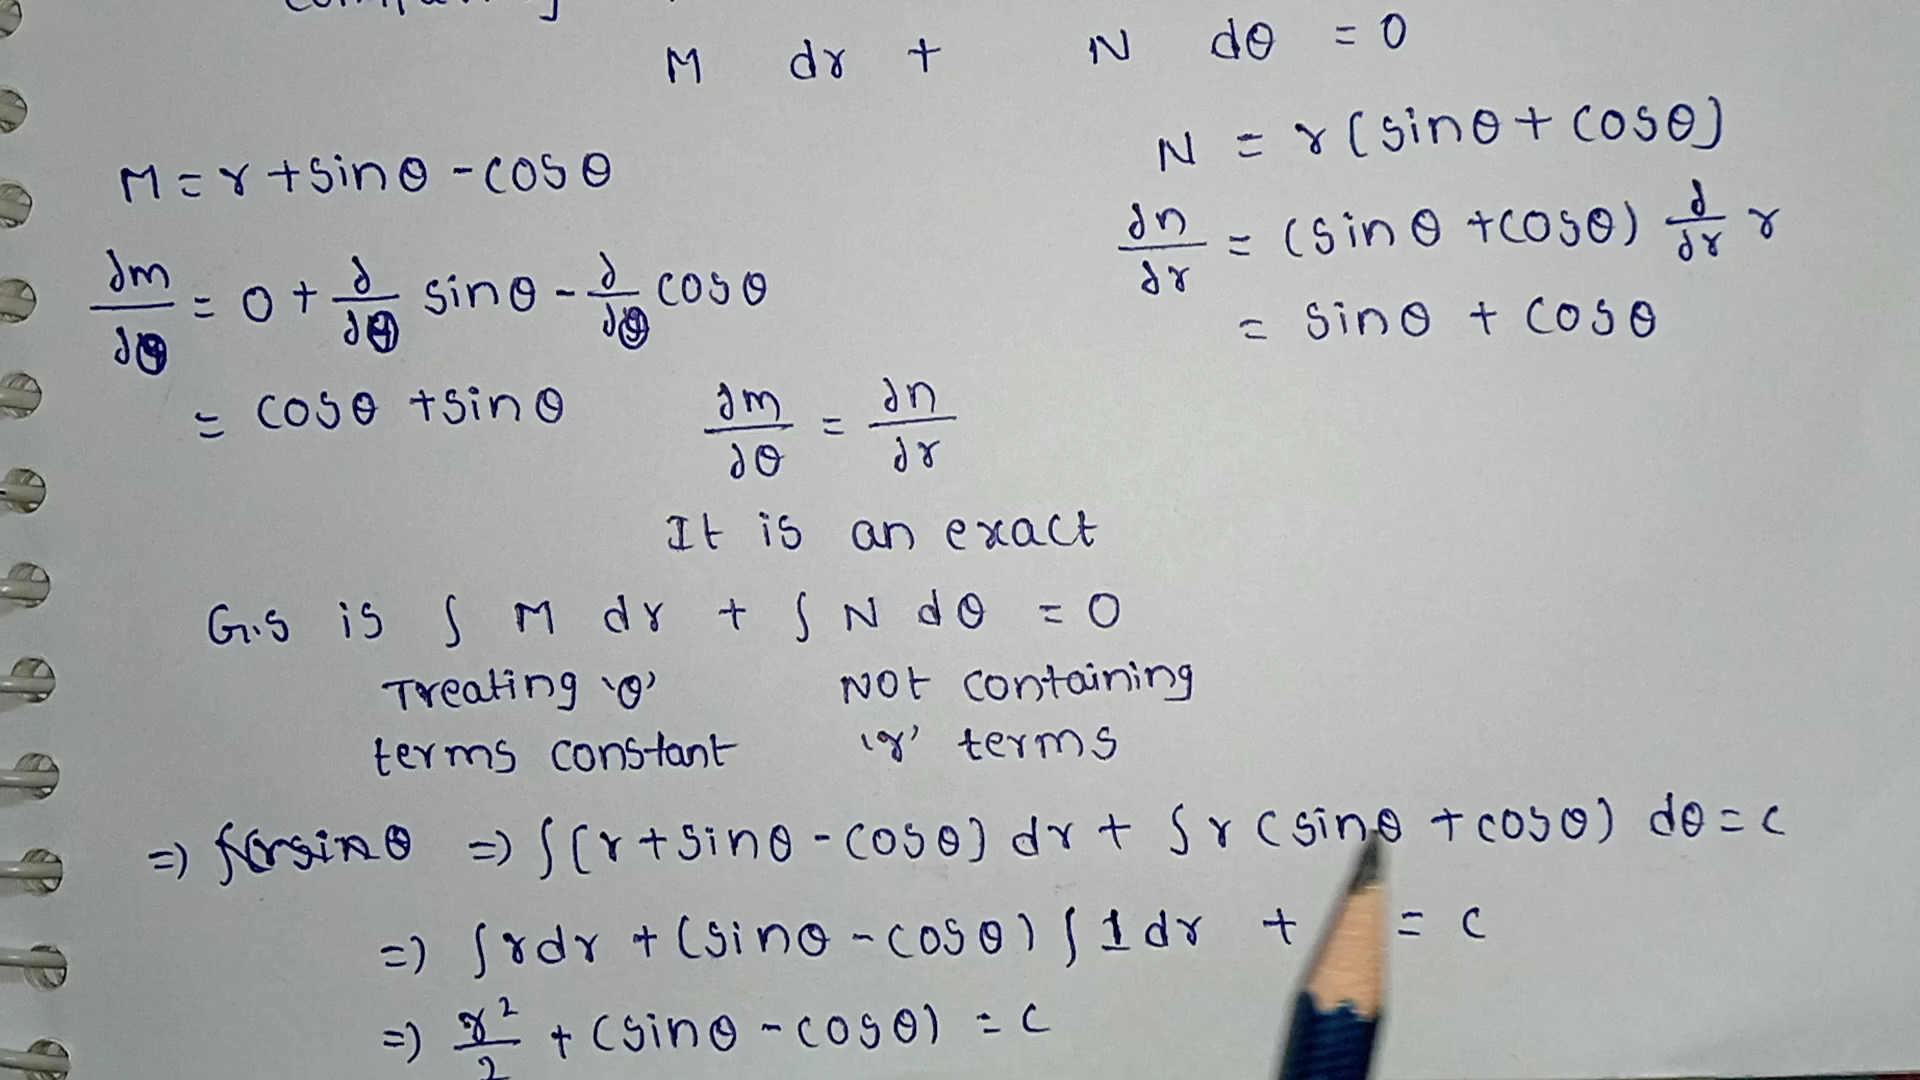 M dr + N dθ = 0
M = r + sinθ - cosθ
N = r(sinθ + cosθ)
∂m/∂θ = 0 + ∂/∂θ sinθ - ∂/∂θ cosθ
∂n/∂r = (sinθ + cosθ) ∂/∂r r
= sinθ + cosθ
= cosθ + sinθ
∂m/∂θ = ∂n/∂r
It is an exact
G.S is ∫ M dr + ∫ N dθ = 0
Treating 'θ' Not containing
terms constant 'r' terms
=> => ∫(r + sinθ - cosθ) dr + ∫ r(sinθ + cosθ) dθ = c
=> ∫ r dr + (sinθ - cosθ) ∫ 1 dr + = c
=> r²/2 + (sinθ - cosθ) = c